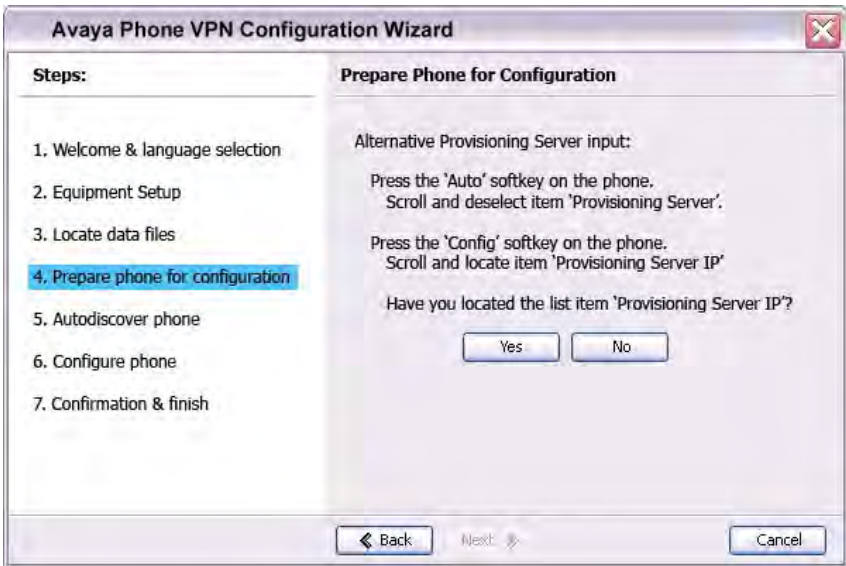 Avaya Phone VPN Configuration Wizard
Steps:
1. Welcome & language selection
2. Equipment Setup
3. Locate data files
4. Prepare phone for configuration
5. Autodiscover phone
6. Configure phone
7. Confirmation & finish
Prepare Phone for Configuration
Alternative Provisioning Server input:
Press the 'Auto' softkey on the phone.
Scroll and deselect item 'Provisioning Server'.
Press the 'Config' softkey on the phone.
Scroll and locate item 'Provisioning Server IP'
Have you located the list item 'Provisioning Server IP'?
Yes
No
Back
Next
Cancel